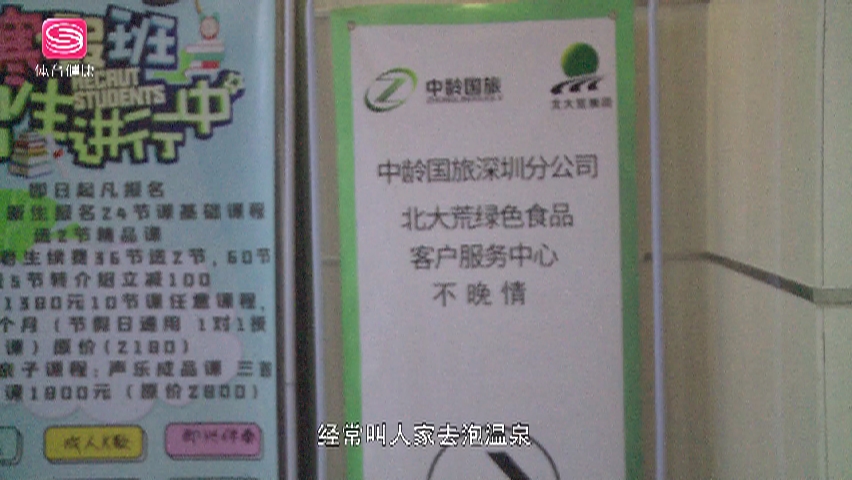 体育健康
寒假班
RECRUT
STUDENTS
生进行中
即日起凡报名
新生报名24节课基础课程
送2节精品课
老生续费36节送2节,60节
送5节转介绍立减100
1380元10节课任意课程,
个月(节假日通用 1对1授
课)原价(2180)
亲子课程:声乐成品课 三首
课1800元(原价2800)
成人K歌
即兴伴奏
中龄国旅
北大荒集团
中龄国旅深圳分公司
北大荒绿色食品
客户服务中心
不晚情
经常叫人家去泡温泉